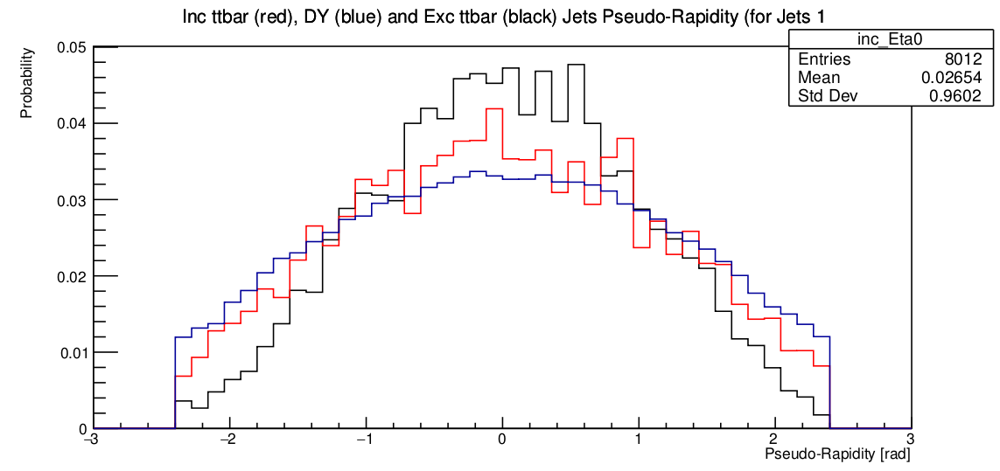 Inc ttbar (red), DY (blue) and Exc ttbar (black) Jets Pseudo-Rapidity (for Jets 1
inc_Eta0
Entries 8012
Mean 0.02654
Std Dev 0.9602
Probability
0.05
0.04
0.03
0.02
0.01
0
−3 −2 −1 0 1 2 3
Pseudo-Rapidity [rad]